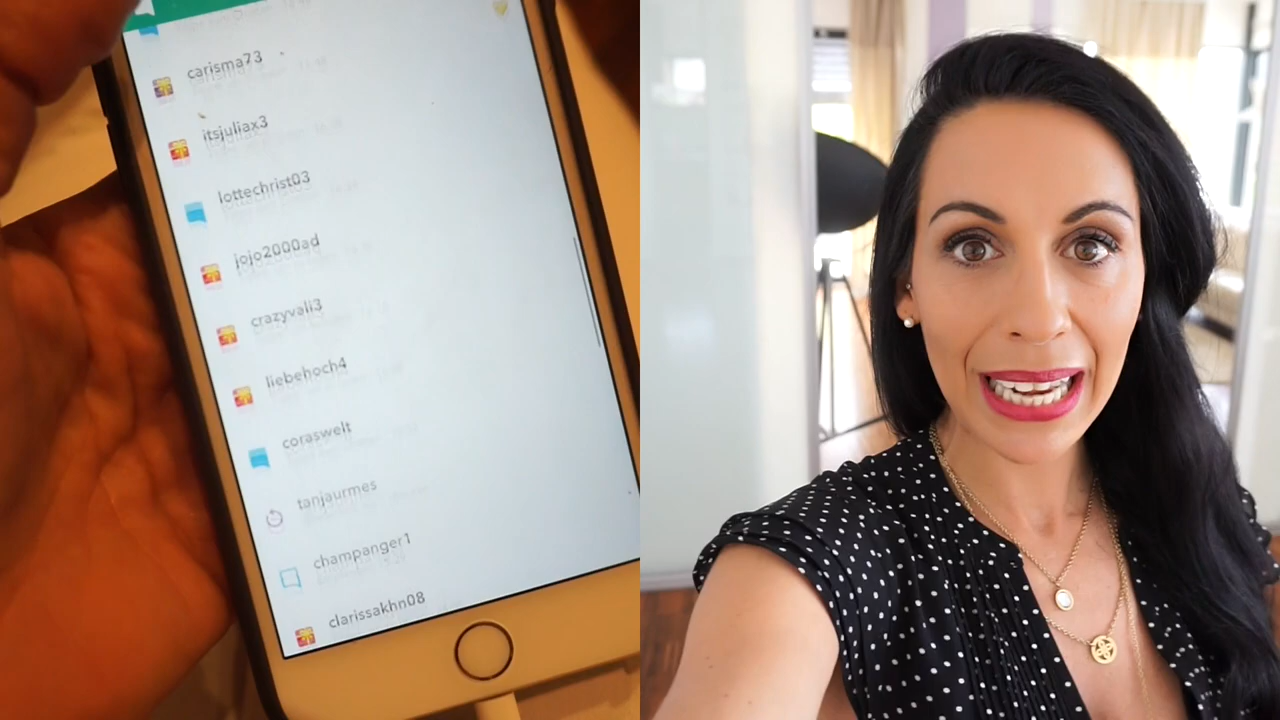 carisma73
itsjuliax3
lottechrist03
jojo2000ad
crazyvali3
liebehoch4
coraswelt
tanjaurmes
champanger1
clarissakhn08